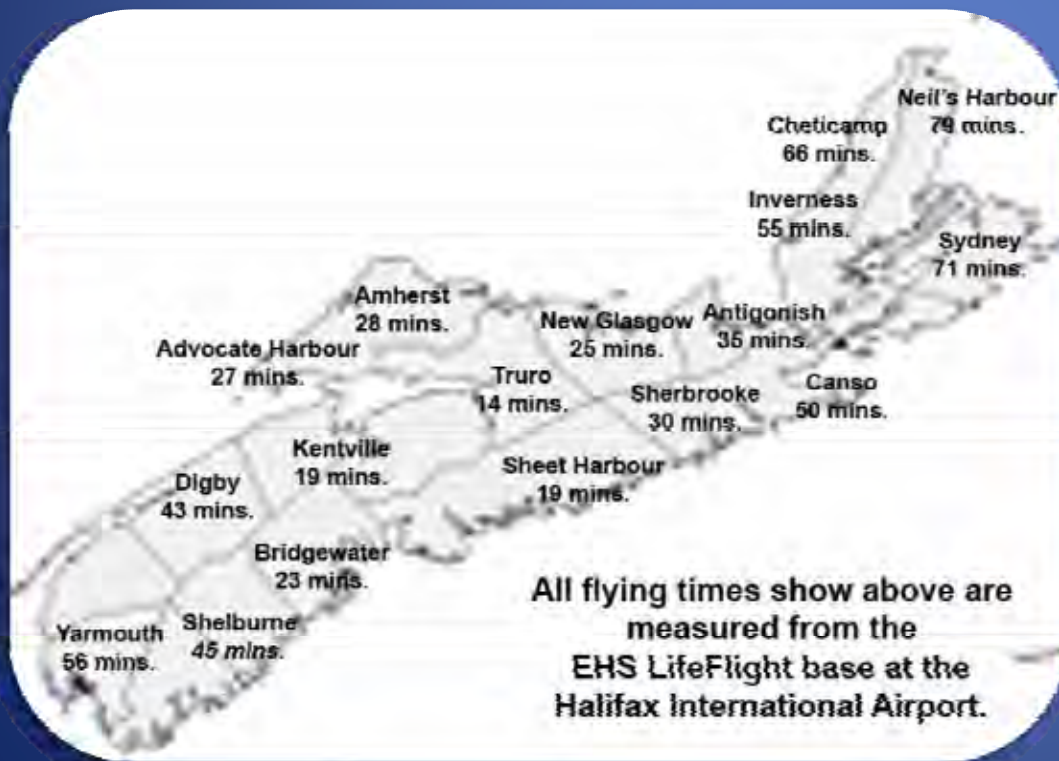 Neil's Harbour
79 mins.
Cheticamp
66 mins.
Inverness
55 mins.
Sydney
71 mins.
Amherst
28 mins.
New Glasgow
25 mins.
Antigonish
35 mins.
Advocate Harbour
27 mins.
Truro
14 mins.
Sherbrooke
30 mins.
Canso
50 mins.
Kentville
19 mins.
Sheet Harbour
19 mins.
Digby
43 mins.
Bridgewater
23 mins.
Shelburne
45 mins.
Yarmouth
56 mins.
All flying times show above are
measured from the
EHS LifeFlight base at the
Halifax International Airport.